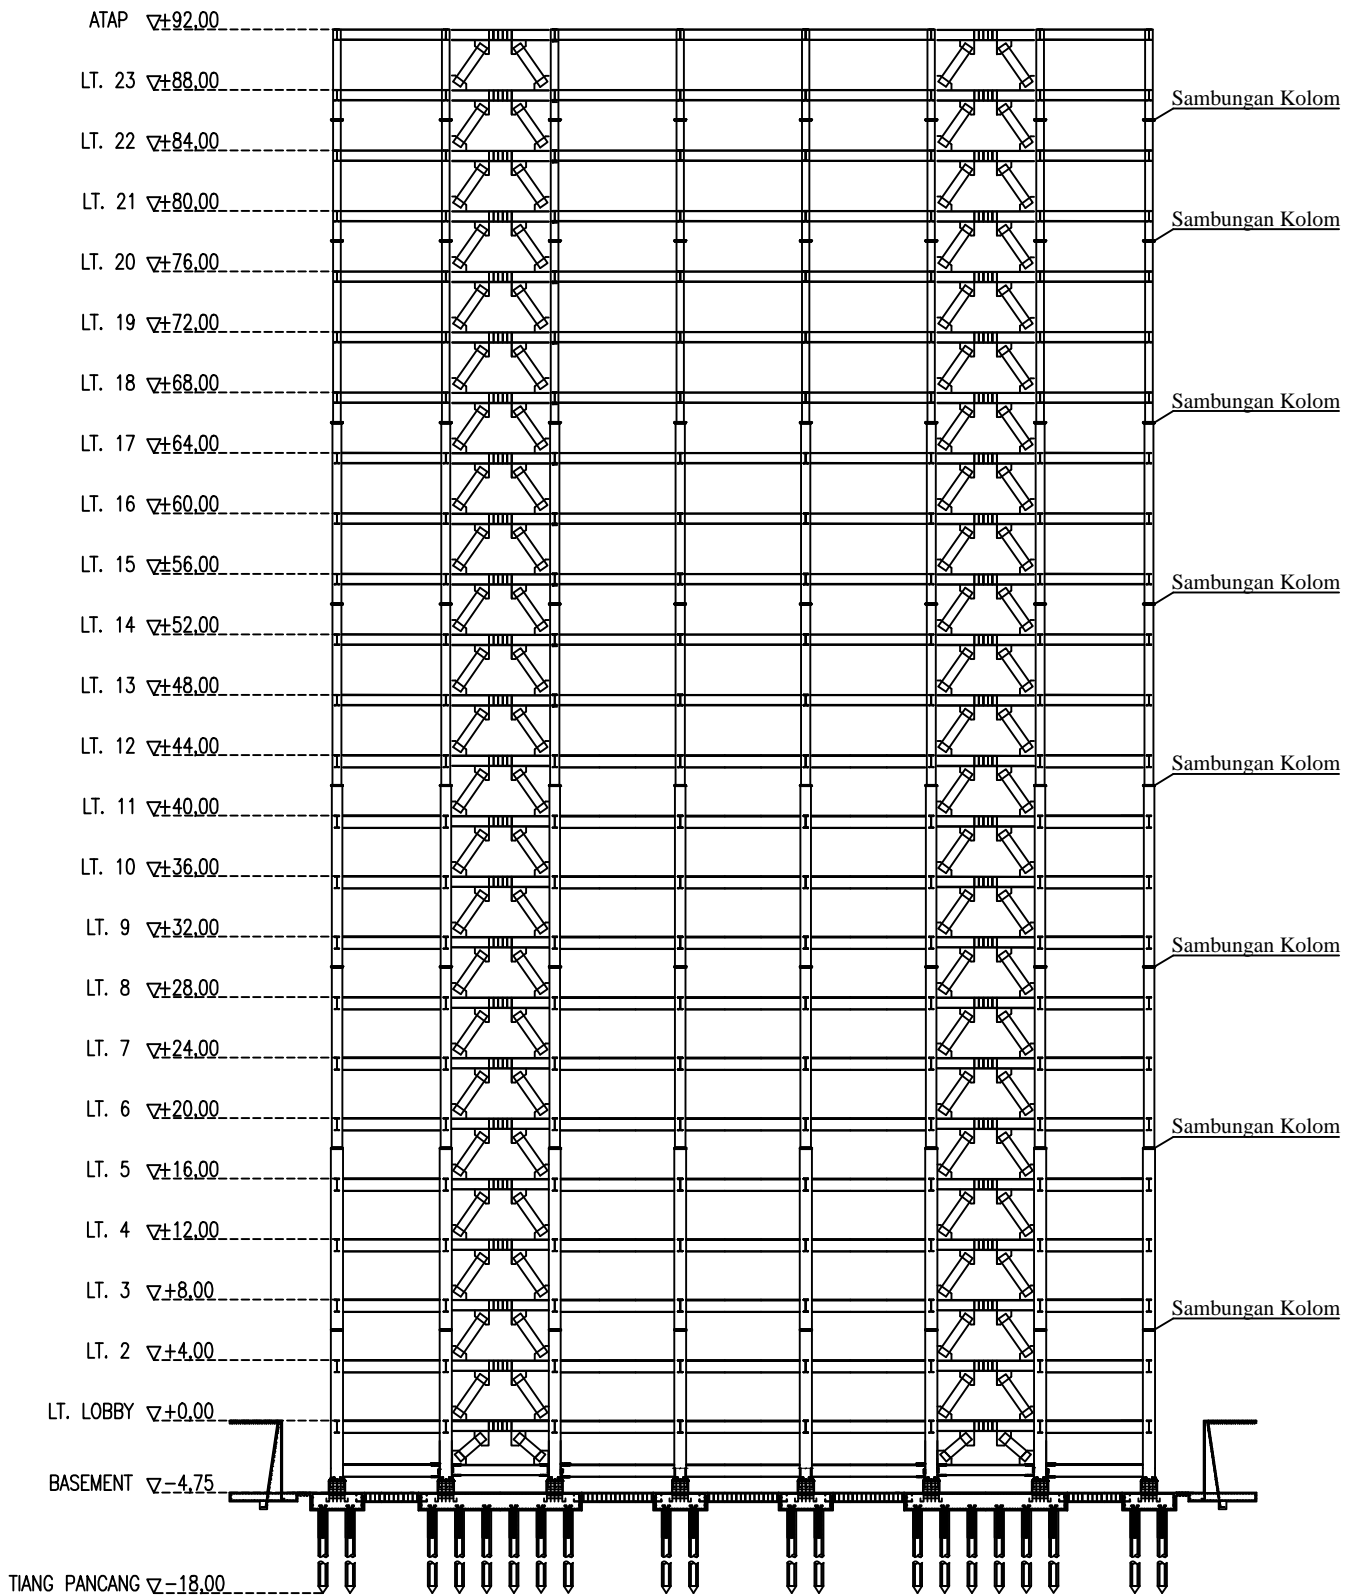 ATAP +92,00
LT. 23 +88,00
Sambungan Kolom
LT. 22 +84,00
LT. 21 +80,00
Sambungan Kolom
LT. 20 +76,00
LT. 19 +72,00
LT. 18 +68,00
Sambungan Kolom
LT. 17 +64,00
LT. 16 +60,00
LT. 15 +56,00
Sambungan Kolom
LT. 14 +52,00
LT. 13 +48,00
LT. 12 +44,00
Sambungan Kolom
LT. 11 +40,00
LT. 10 +36,00
LT. 9 +32,00
Sambungan Kolom
LT. 8 +28,00
LT. 7 +24,00
LT. 6 +20,00
Sambungan Kolom
LT. 5 +16,00
LT. 4 +12,00
LT. 3 +8,00
Sambungan Kolom
LT. 2 +4,00
LT. LOBBY +0,00
BASEMENT -4,75
TIANG PANCANG -18,00